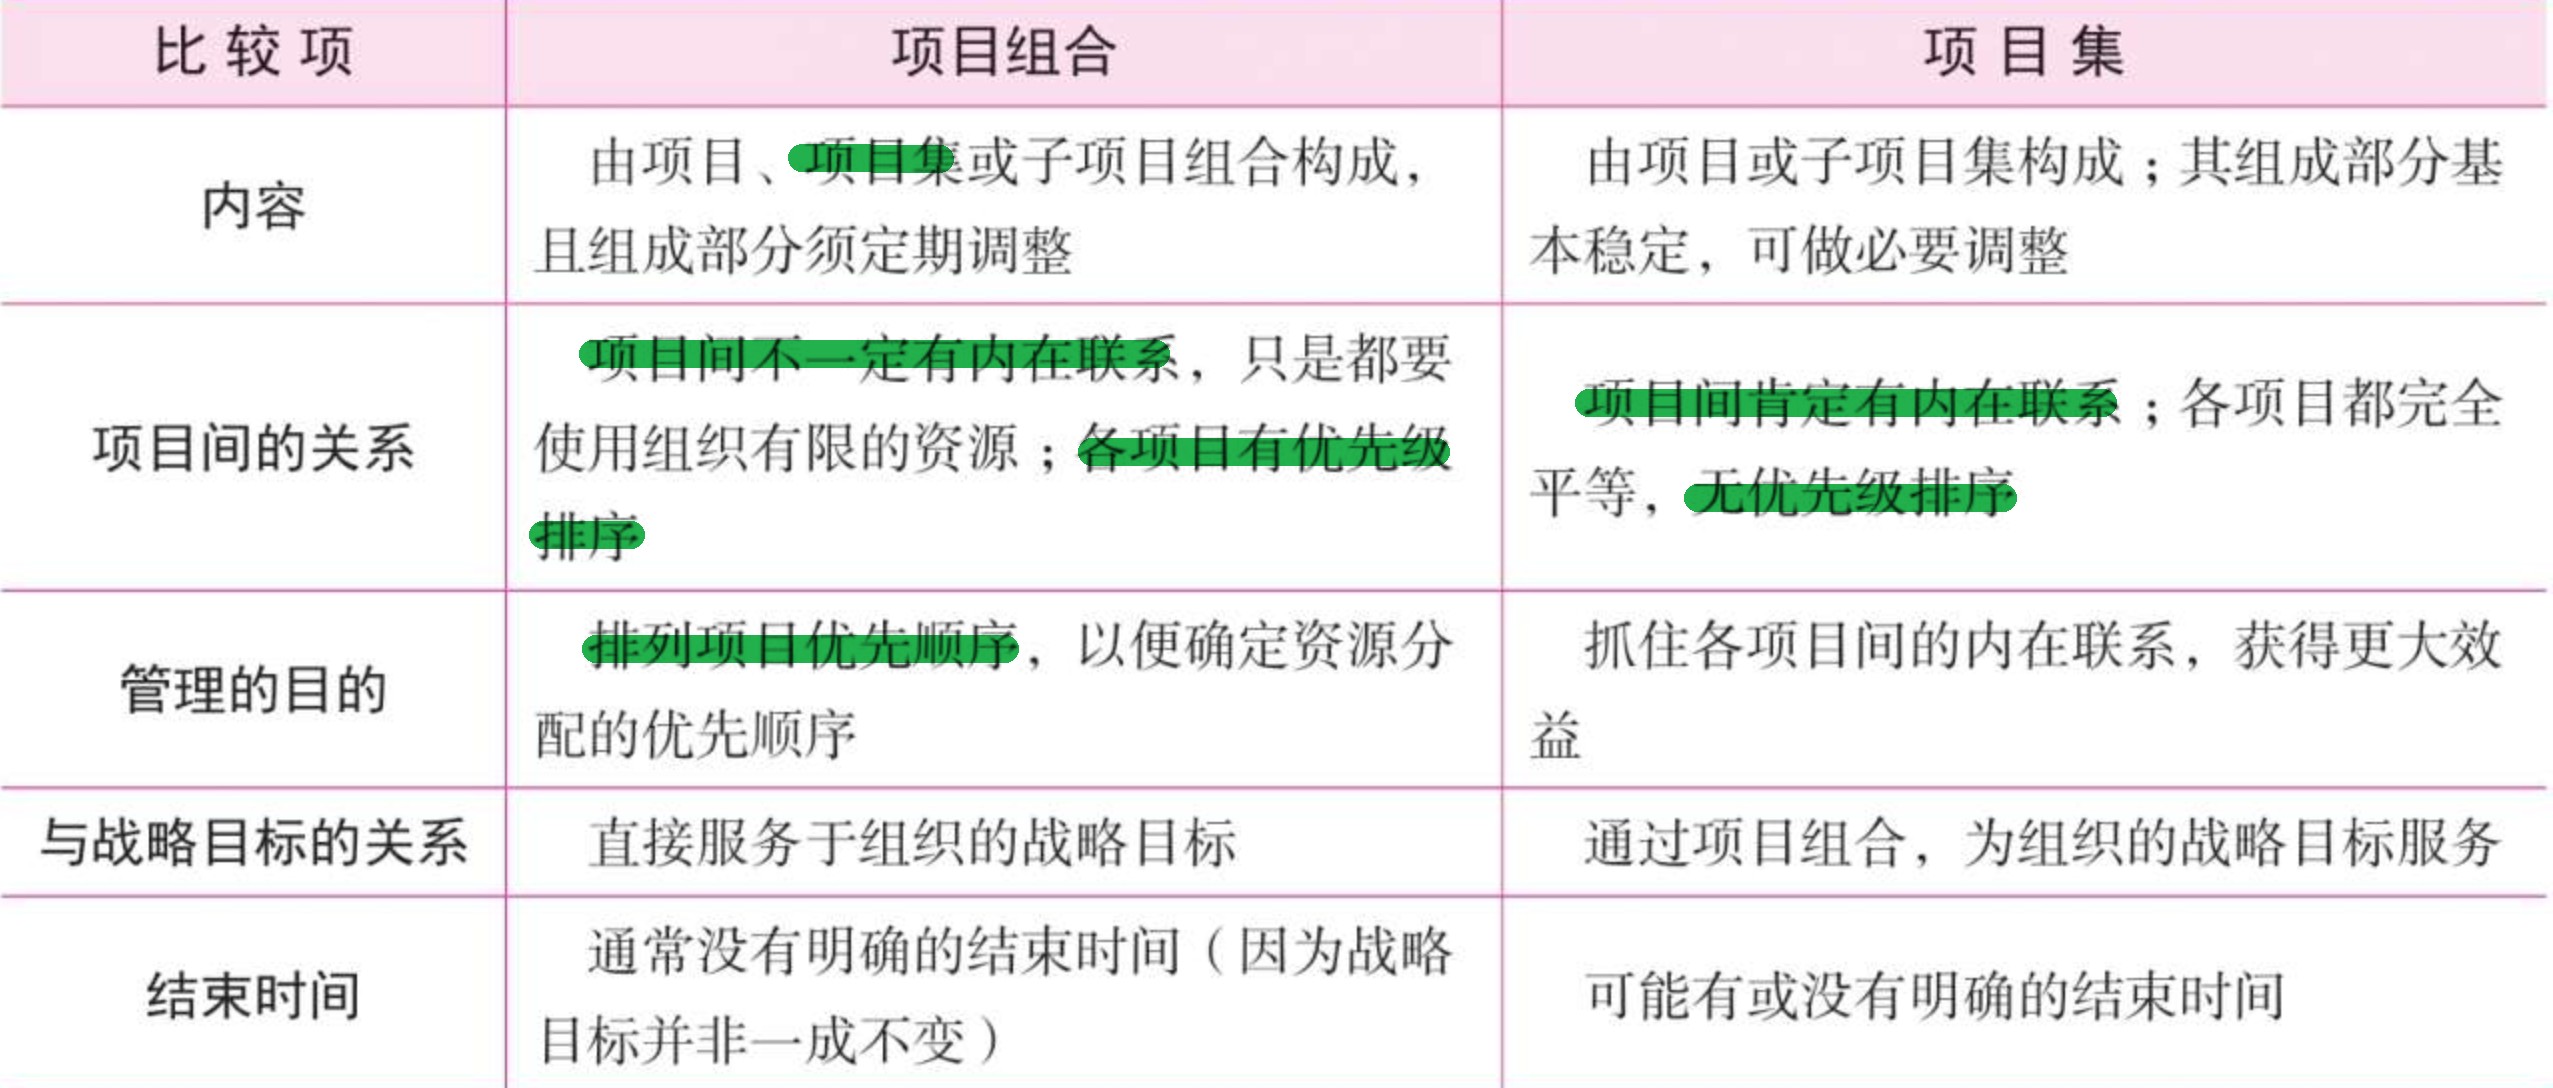 比较项 项目组合 项目集
内容
由项目、项目集或子项目组合构成，
且组成部分须定期调整
由项目或子项目集构成；其组成部分基
本稳定，可做必要调整
项目间的关系
项目间不一定有内在联系，只是都要
使用组织有限的资源；各项目有优先级
排序
项目间肯定有内在联系；各项目都完全
平等，无优先级排序
管理的目的
排列项目优先顺序，以便确定资源分
配的优先顺序
抓住各项目间的内在联系，获得更大效
益
与战略目标的关系
直接服务于组织的战略目标
通过项目组合，为组织的战略目标服务
结束时间
通常没有明确的结束时间（因为战略
目标并非一成不变）
可能有或没有明确的结束时间